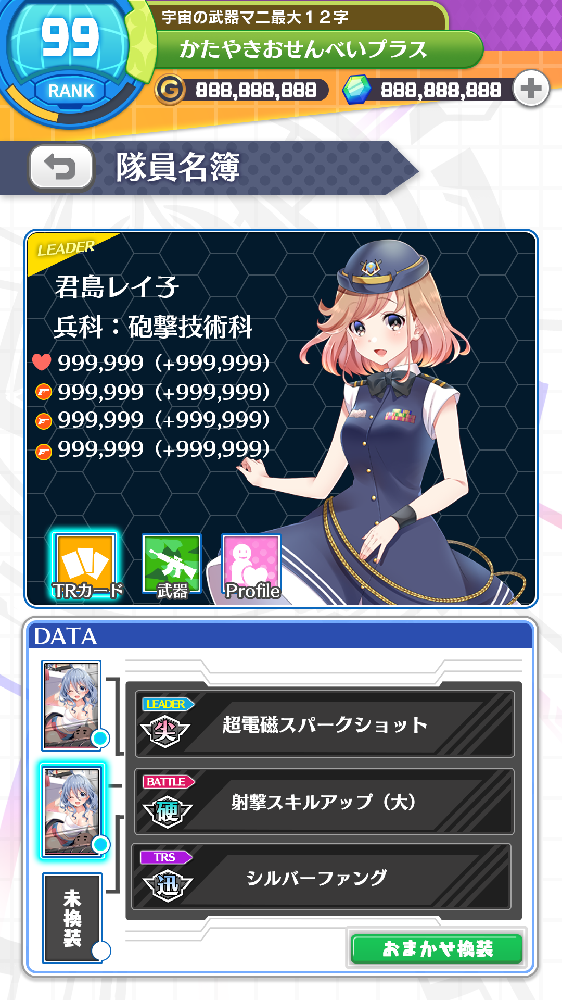 99
RANK
宇宙の武器マニ最大１２字
かたやきおせんべいプラス
G 888,888,888 888,888,888
隊員名簿
LEADER
君島レイ子
兵科：砲撃技術科
999,999（+999,999）
999,999（+999,999）
999,999（+999,999）
999,999（+999,999）
TRカード 武器 Profile
DATA
LEADER
尖 超電磁スパークショット
BATTLE
硬 射撃スキルアップ（大）
TRS
迅 シルバーファング
未換装
おまかせ換装